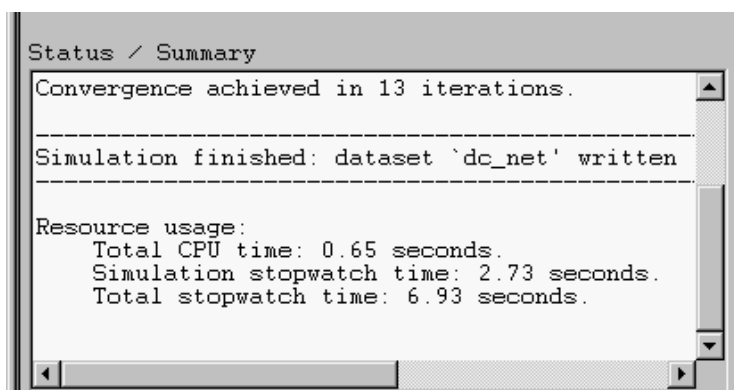 Status / Summary
Convergence achieved in 13 iterations.
Simulation finished: dataset `dc_net' written
Resource usage:
Total CPU time: 0.65 seconds.
Simulation stopwatch time: 2.73 seconds.
Total stopwatch time: 6.93 seconds.